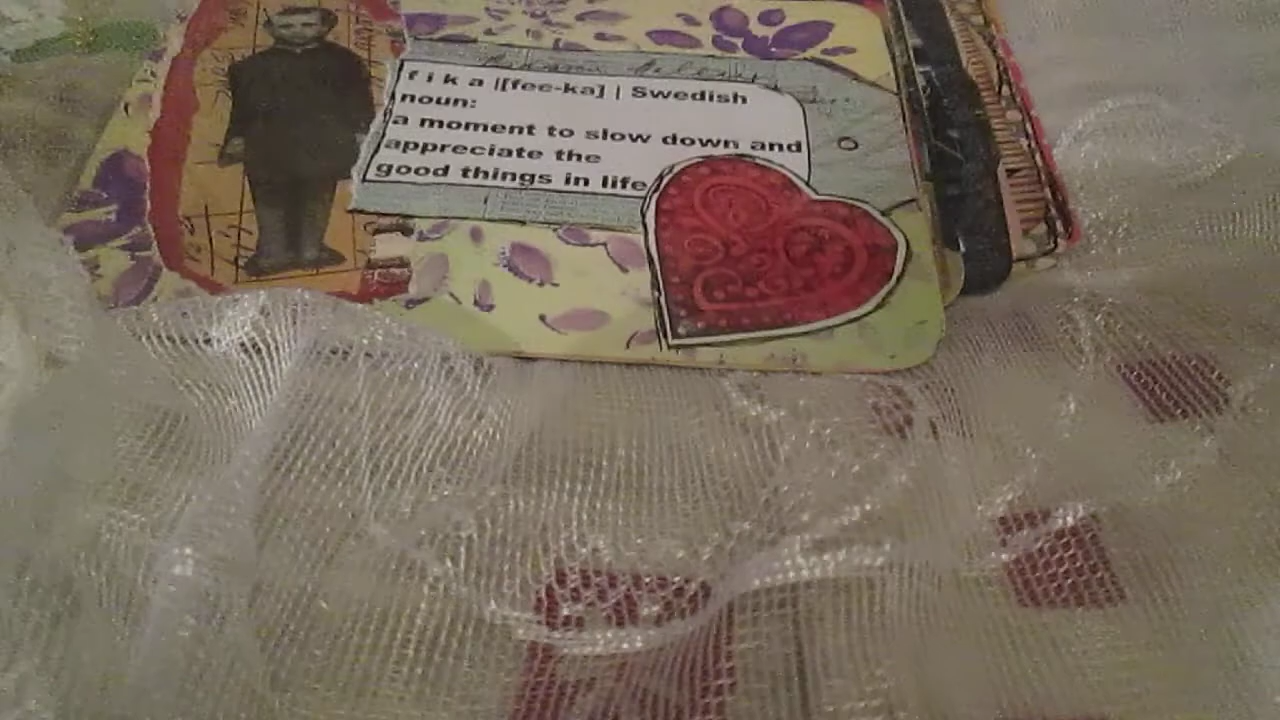 f i k a |[fee-ka] | Swedish
noun:
a moment to slow down and
appreciate the
good things in life